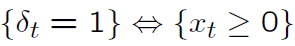 {δ_t = 1} ⇔ {x_t ≥ 0}